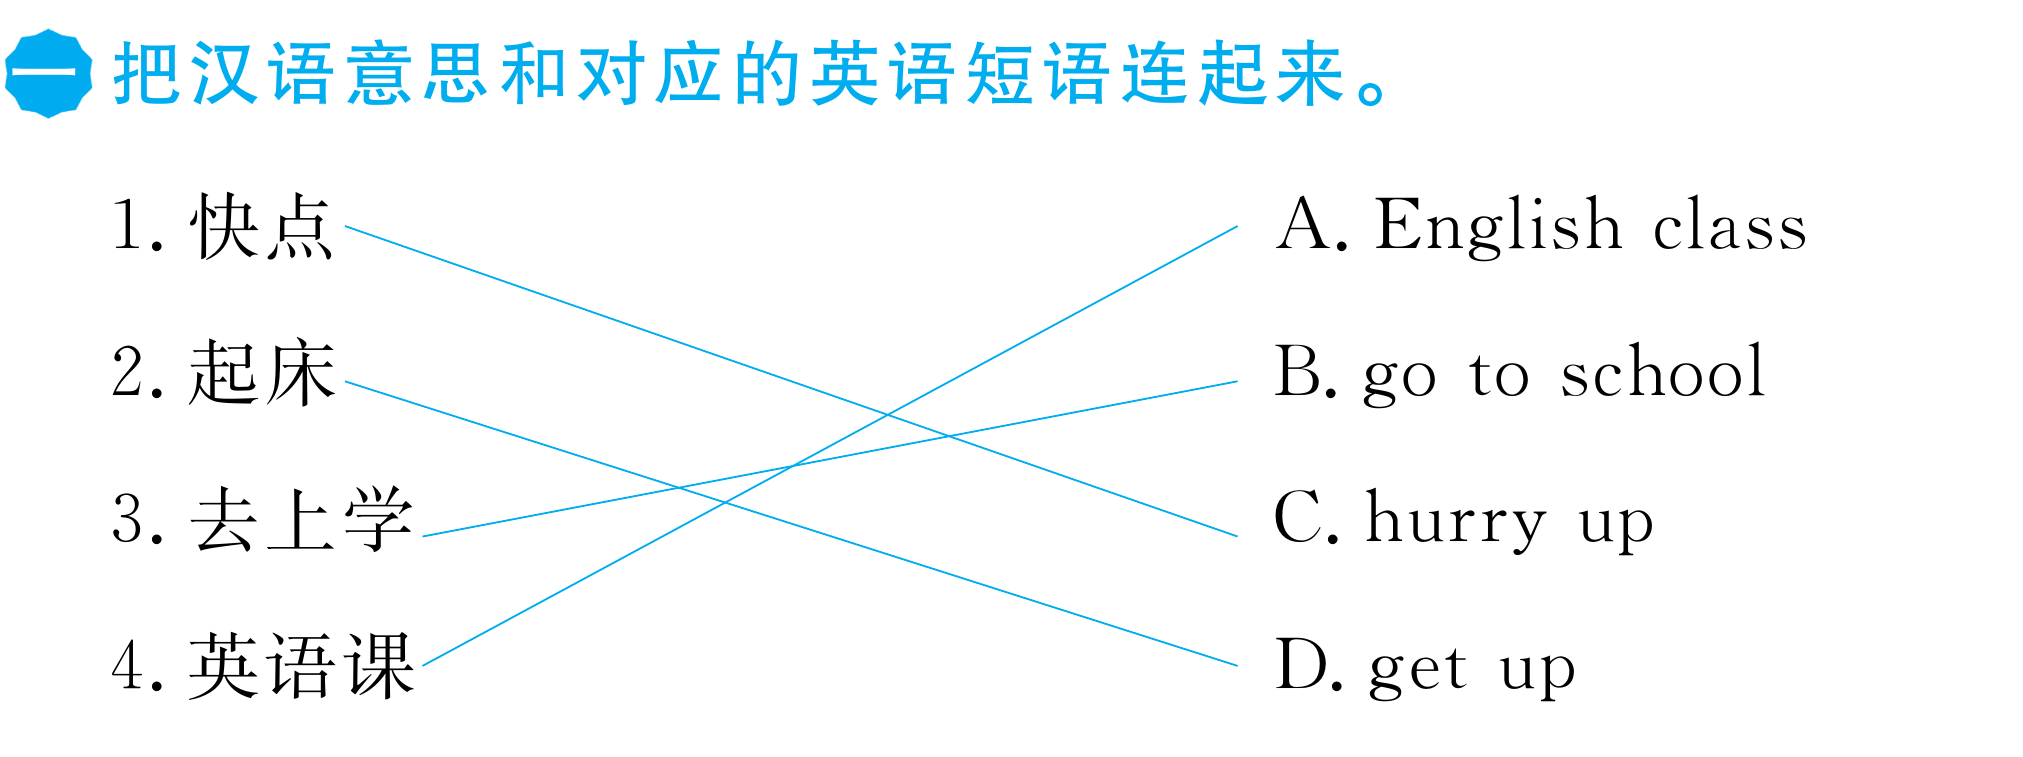 一 把汉语意思和对应的英语短语连起来。
1. 快点 A. English class
2. 起床 B. go to school
3. 去上学 C. hurry up
4. 英语课 D. get up